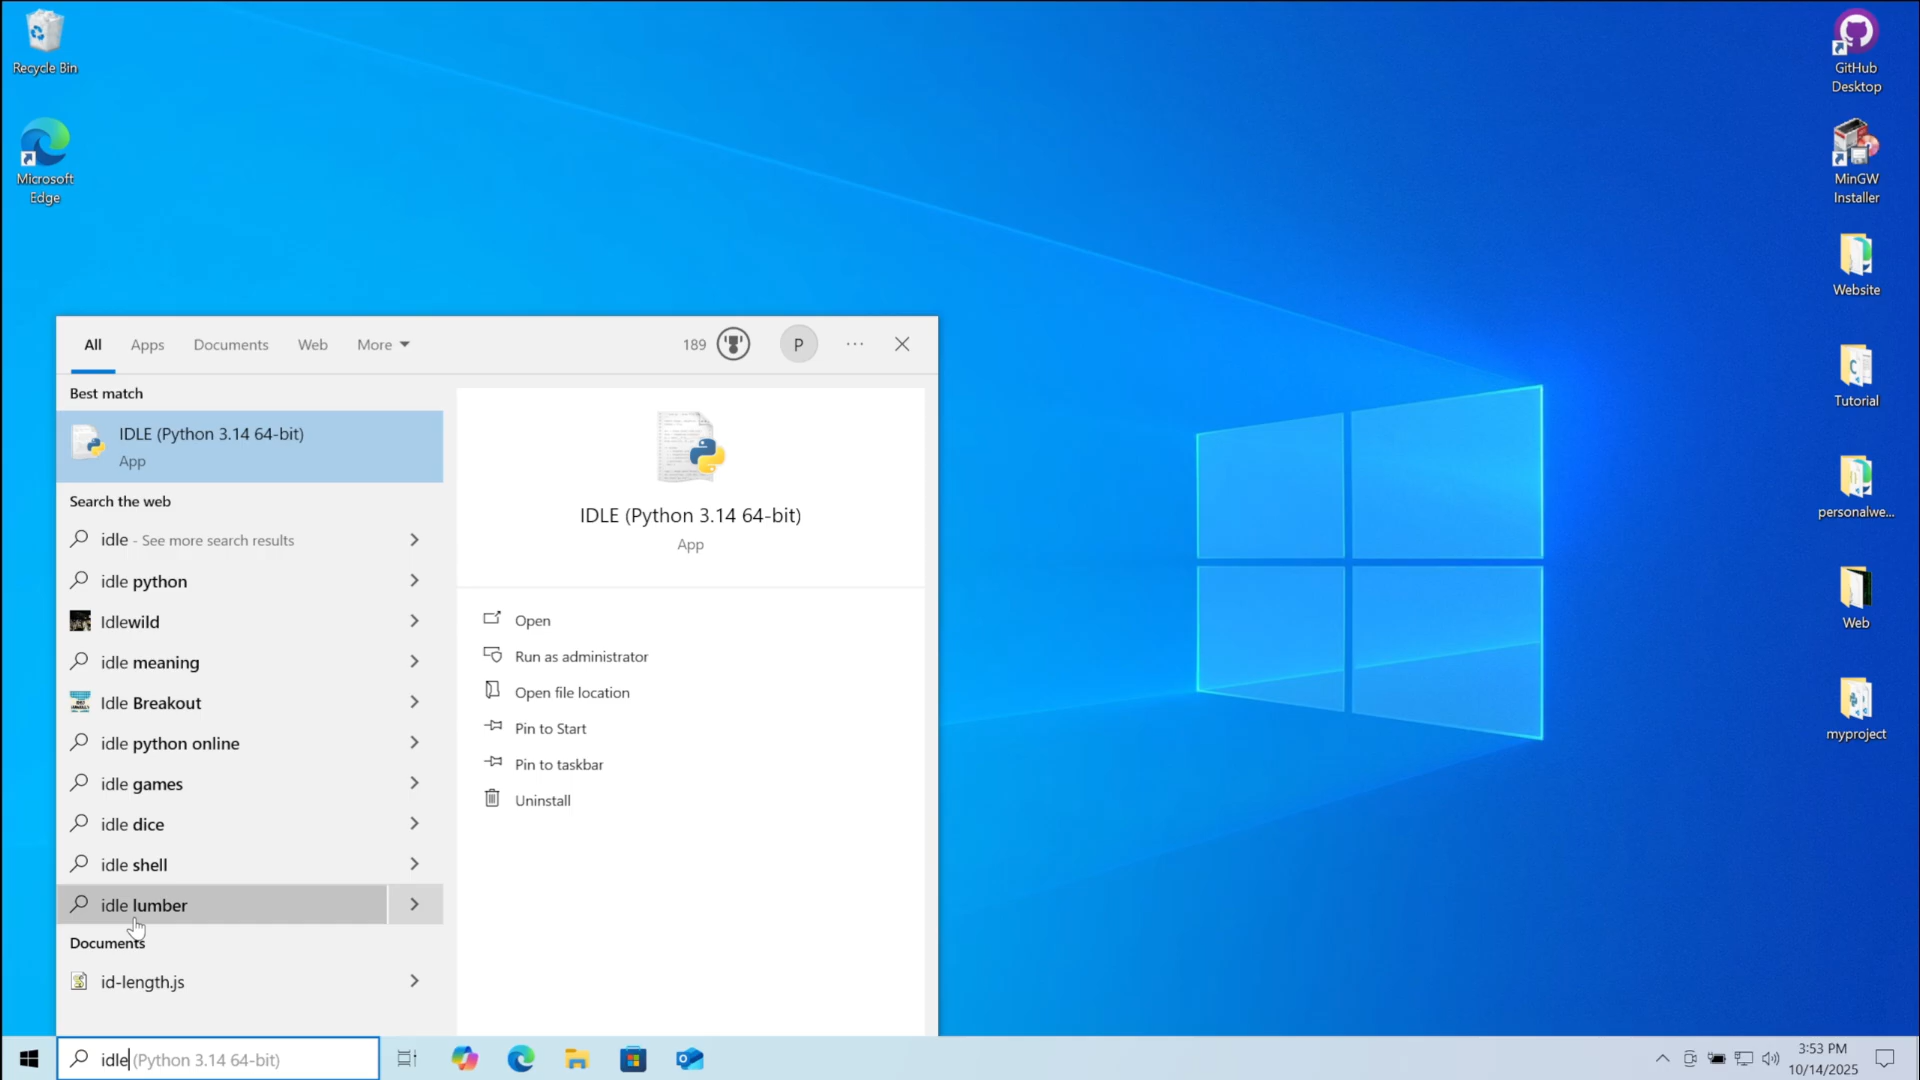 Recycle Bin
Microsoft
Edge
GitHub
Desktop
MinGW
Installer
Website
Tutorial
personalwe...
Web
myproject
All Apps Documents Web More 189 P ...
Best match
IDLE (Python 3.14 64-bit)
App
Search the web
idle - See more search results
idle python
Idlewild
idle meaning
Idle Breakout
idle python online
idle games
idle dice
idle shell
idle lumber
Documents
id-length.js
IDLE (Python 3.14 64-bit)
App
Open
Run as administrator
Open file location
Pin to Start
Pin to taskbar
Uninstall
idle (Python 3.14 64-bit)
3:53 PM
10/14/2025